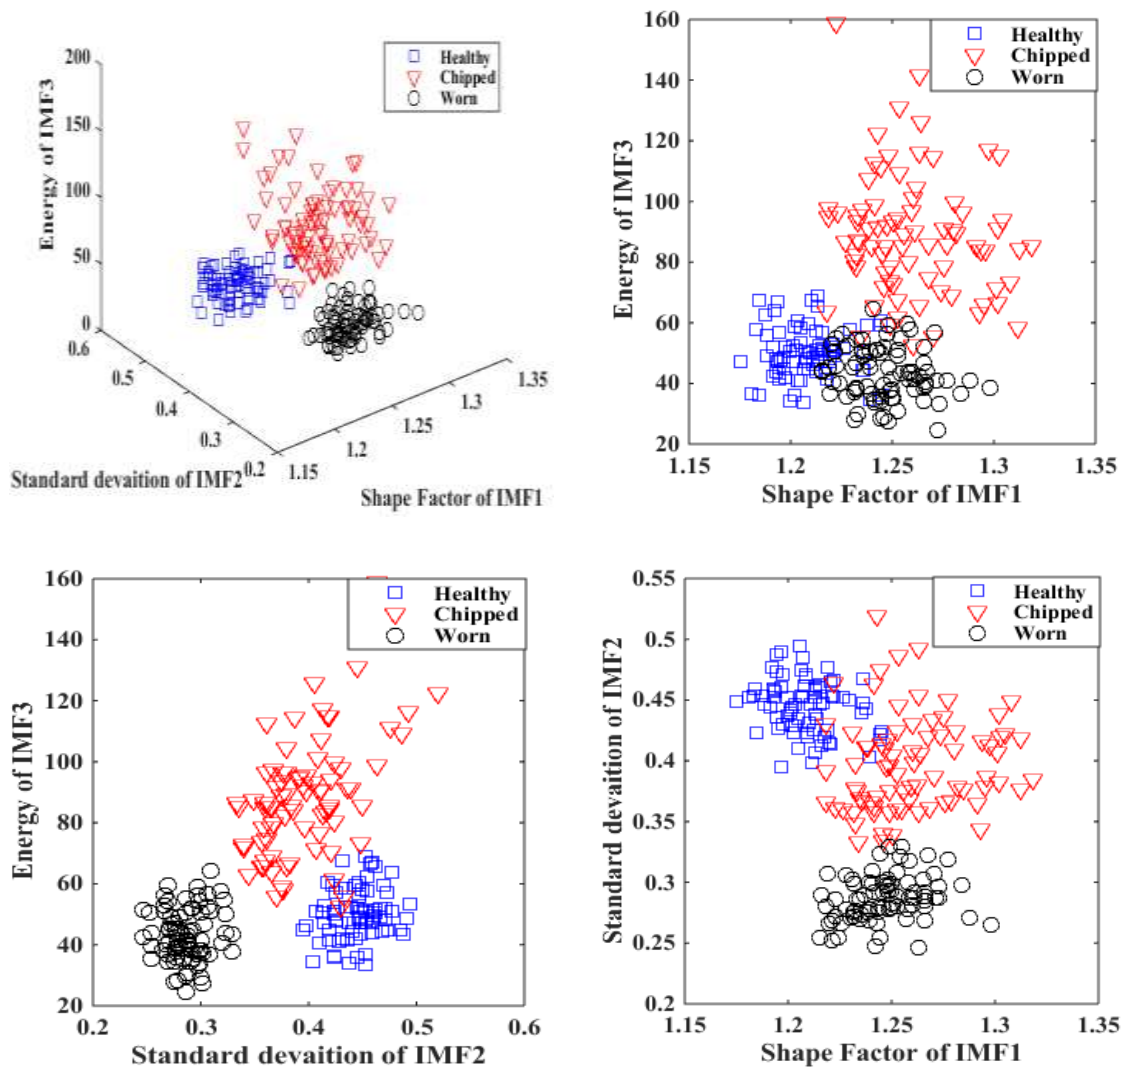 200
150
100
50
0
Energy of IMF3
Healthy
Chipped
Worn
0.6
0.5
0.4
0.3
0.2
1.15
1.2
1.25
1.3
1.35
Standard devaition of IMF2
Shape Factor of IMF1
160
140
120
100
80
60
40
20
Energy of IMF3
Healthy
Chipped
Worn
1.15
1.2
1.25
1.3
1.35
Shape Factor of IMF1
160
140
120
100
80
60
40
20
Energy of IMF3
Healthy
Chipped
Worn
0.2
0.3
0.4
0.5
0.6
Standard devaition of IMF2
0.55
0.5
0.45
0.4
0.35
0.3
0.25
0.2
Standard devaition of IMF2
Healthy
Chipped
Worn
1.15
1.2
1.25
1.3
1.35
Shape Factor of IMF1